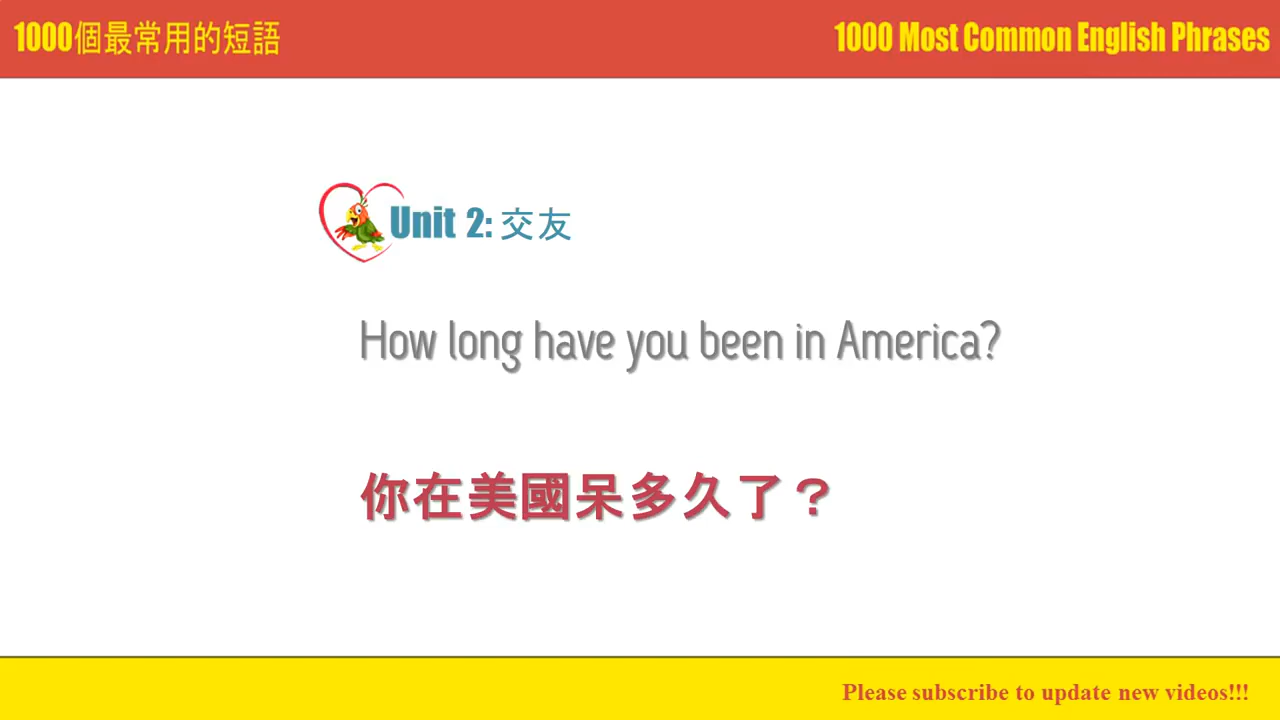 1000個最常用的短語
1000 Most Common English Phrases
Unit 2: 交友
How long have you been in America?
你在美國呆多久了？
Please subscribe to update new videos!!!